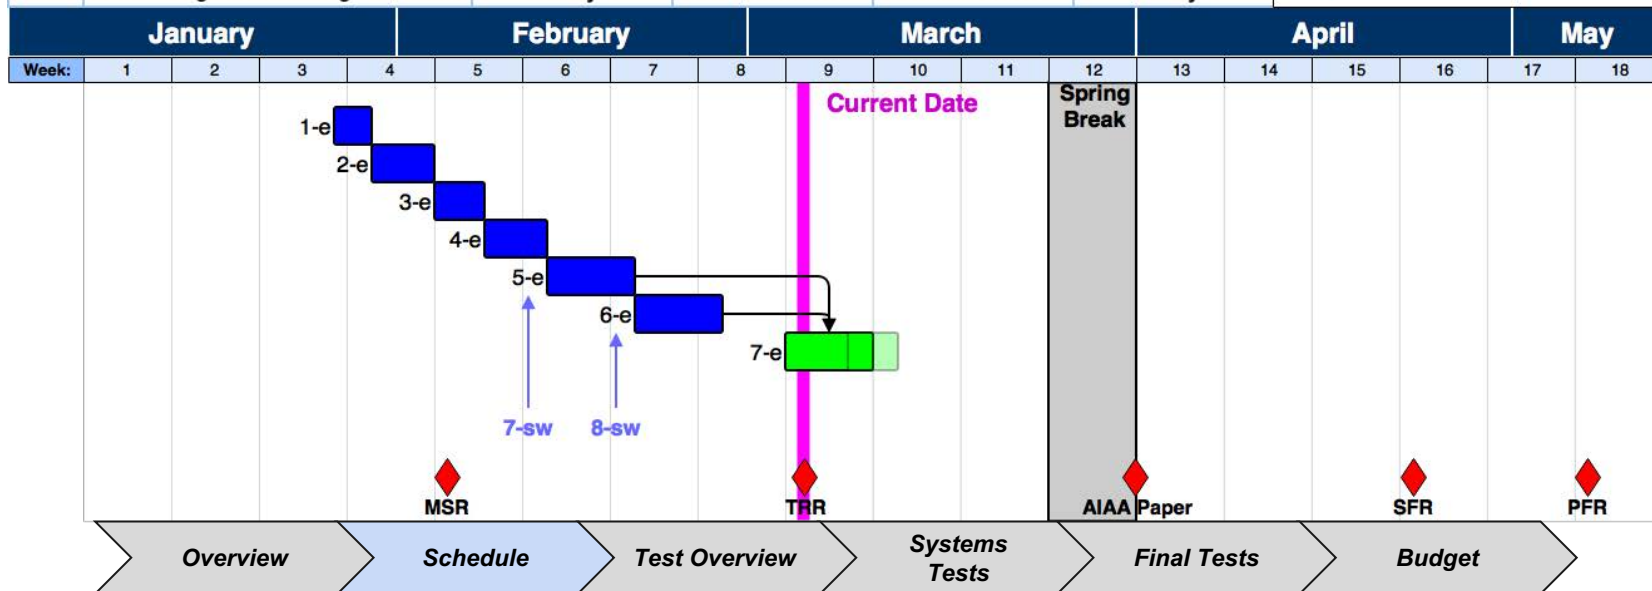 January February March April May
Week: 1 2 3 4 5 6 7 8 9 10 11 12 13 14 15 16 17 18
Current Date
Spring
Break
1-e
2-e
3-e
4-e
5-e
6-e
7-e
7-sw 8-sw
MSR TRR AIAA Paper SFR PFR
Overview Schedule Test Overview Systems Tests Final Tests Budget